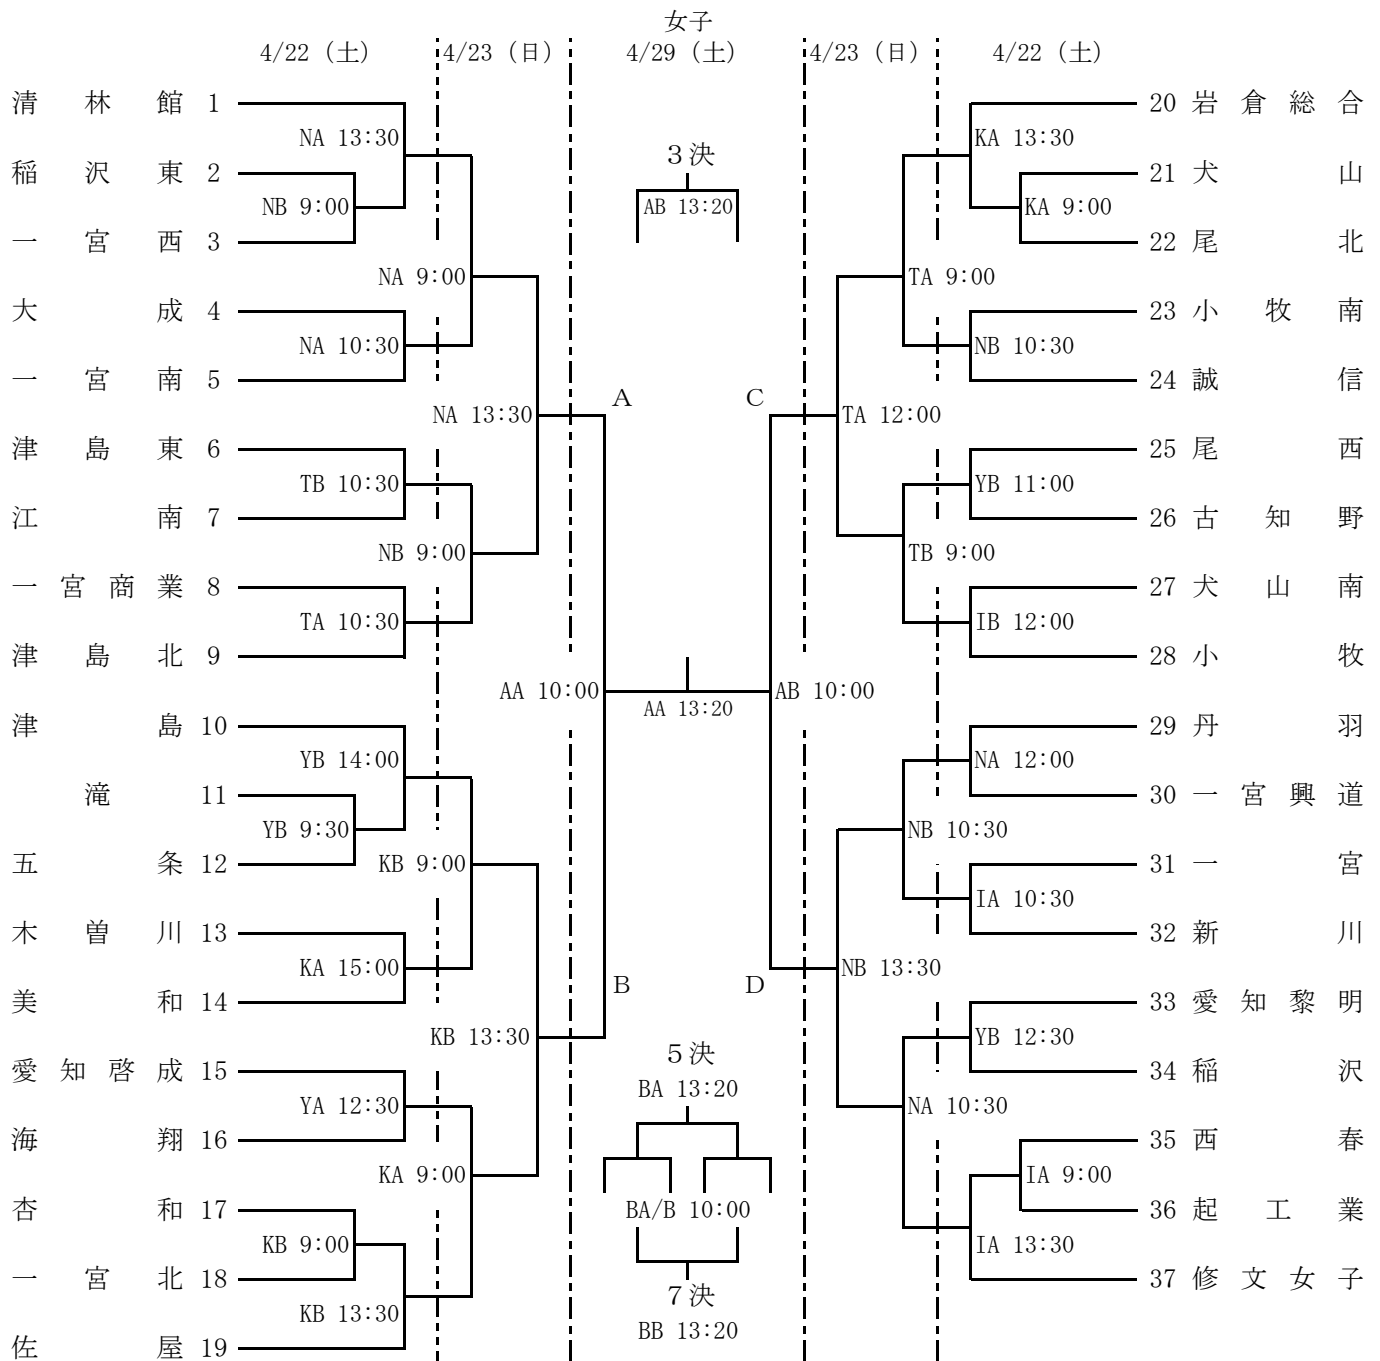 女子
4/22 (土) 4/23 (日) 4/29 (土) 4/23 (日) 4/22 (土)
清林館 1 20 岩倉総合
NA 13:30 KA 13:30
3決
稲沢東 2 21 犬山
NB 9:00 AB 13:20 KA 9:00
一宮西 3 22 尾北
NA 9:00 TA 9:00
大成 4 23 小牧南
NA 10:30 NB 10:30
一宮南 5 24 誠信
A C
NA 13:30 TA 12:00
津島東 6 25 尾西
TB 10:30 YB 11:00
江南 7 26 古知野
NB 9:00 TB 9:00
一宮商業 8 27 犬山南
TA 10:30 IB 12:00
津島北 9 28 小牧
AA 10:00 AB 10:00
AA 13:20
津島 10 29 丹羽
YB 14:00 NA 12:00
滝 11 30 一宮興道
YB 9:30 NB 10:30
五条 12 31 一宮
KB 9:00
IA 10:30
木曽川 13 32 新川
KA 15:00 NB 13:30
B D
美和 14 33 愛知黎明
KB 13:30 YB 12:30
5決
愛知啓成 15 34 稲沢
BA 13:20
YA 12:30 NA 10:30
海翔 16 35 西春
KA 9:00 IA 9:00
杏和 17 BA/B 10:00 36 起工業
KB 9:00 IA 13:30
一宮北 18 37 修文女子
7決
KB 13:30
BB 13:20
佐屋 19